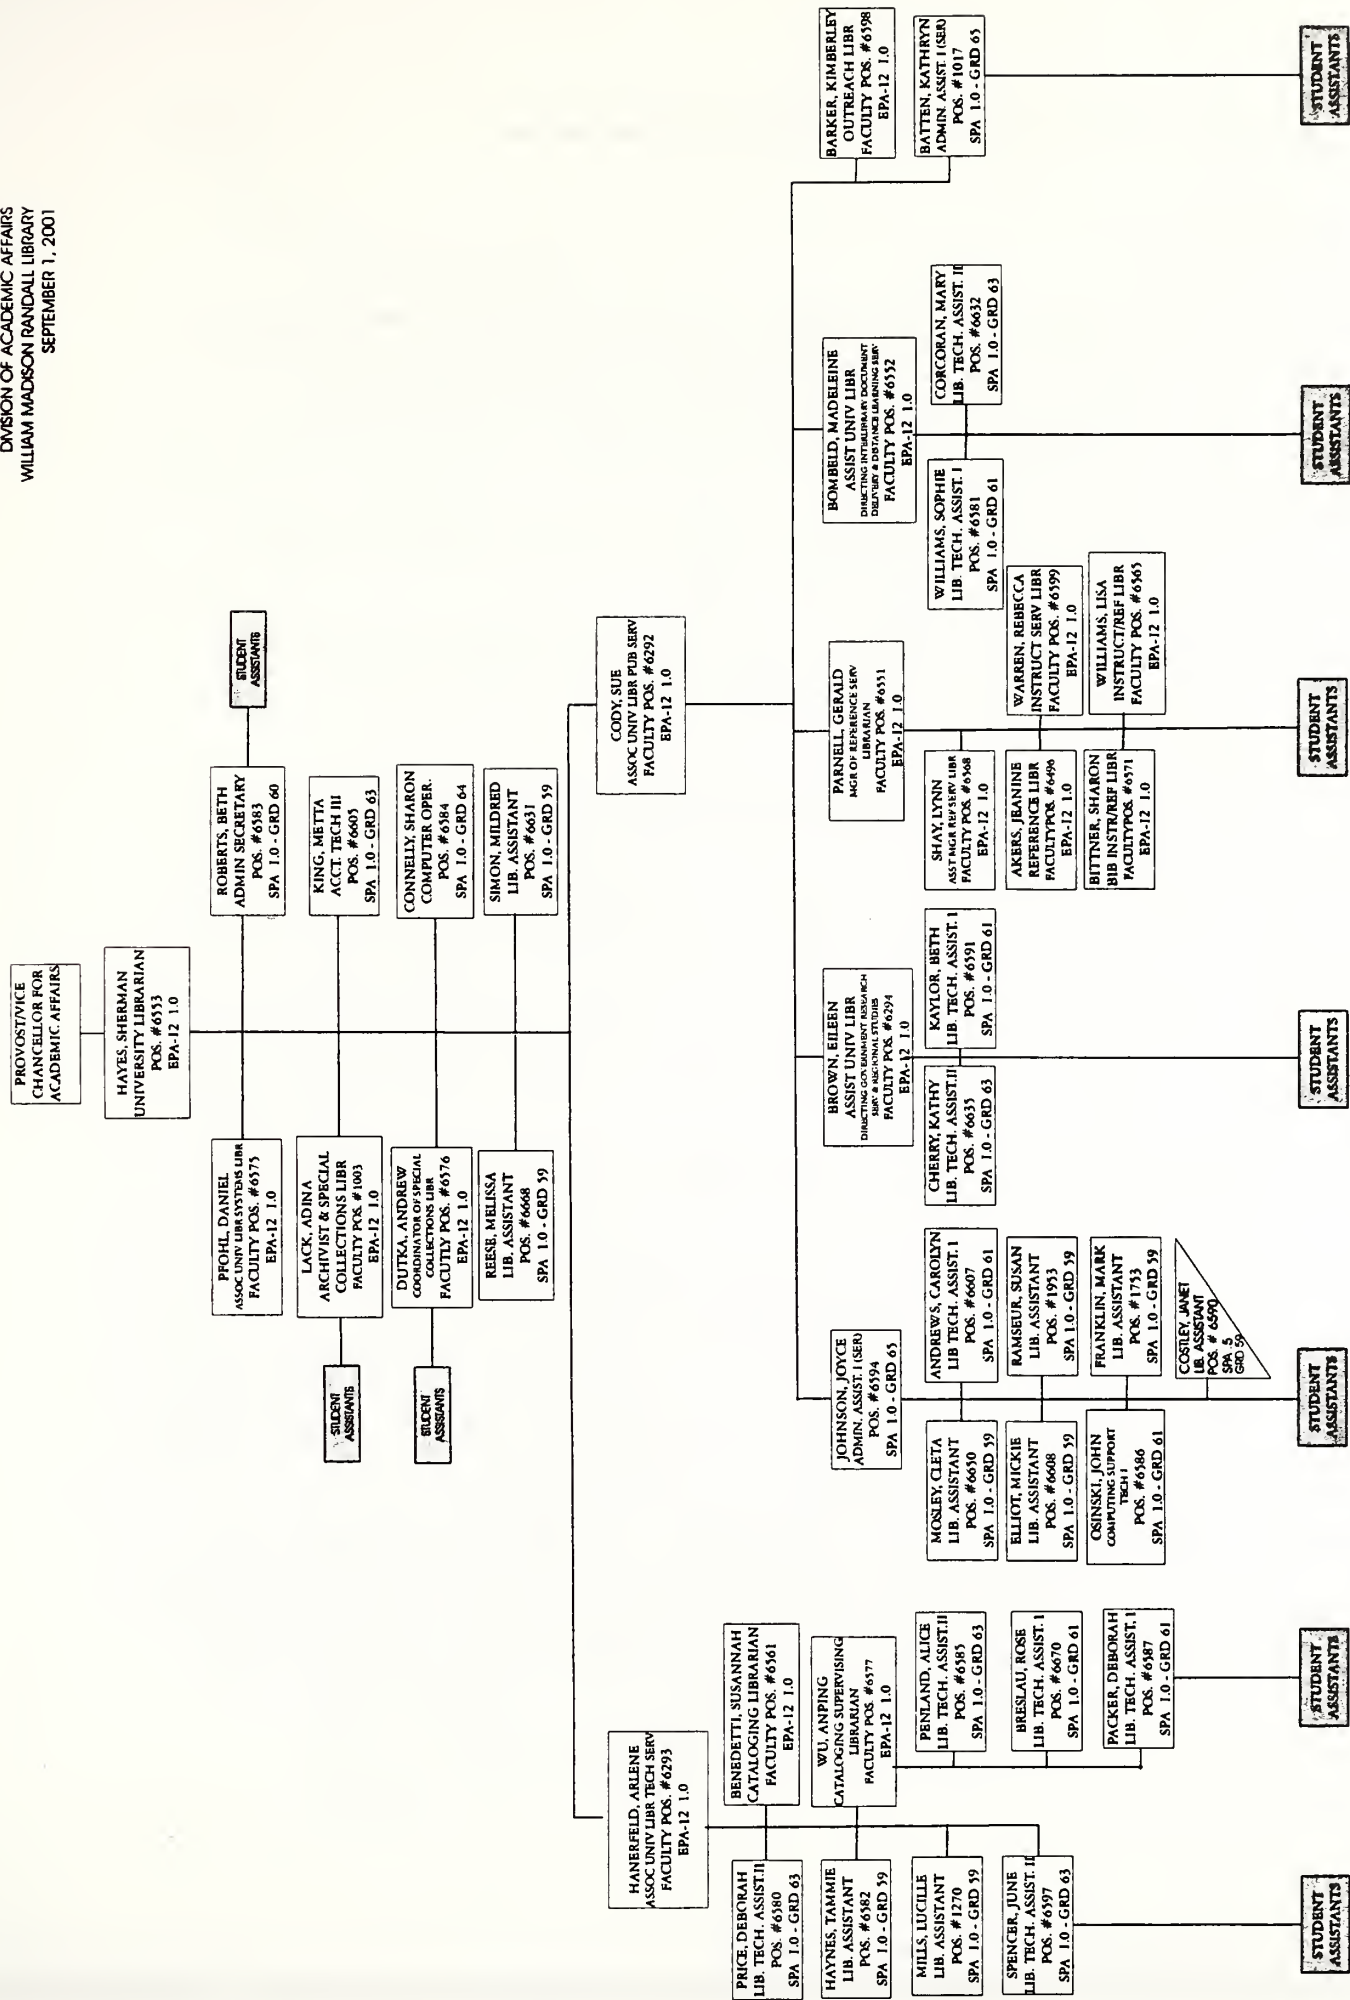 DIVISION OF ACADEMIC AFFAIRS
WILLIAM MADISON RANDALL LIBRARY
SEPTEMBER 1, 2001
PROVOST/VICE
CHANCELLOR FOR
ACADEMIC AFFAIRS
HAYES, SHERMAN
UNIVERSITY LIBRARIAN
POS. #6553
EPA-12 1.0
PFOHL, DANIEL
ASSOC UNIV LIBR SYSTEMS LIBR
FACULTY POS. #6575
EPA-12 1.0
ROBERTS, BETH
ADMIN SECRETARY
POS. #6583
SPA 1.0 - GRD 60
STUDENT
ASSISTANTS
LACK, ADINA
ARCHIVIST & SPECIAL
COLLECTIONS LIBR
FACULTY POS. #1003
EPA-12 1.0
STUDENT
ASSISTANTS
KING, METTA
ACCT. TECH III
POS. #6605
SPA 1.0 - GRD 63
DUTKA, ANDREW
COORDINATOR OF SPECIAL
COLLECTIONS LIBR
FACUTLY POS. #6576
EPA-12 1.0
STUDENT
ASSISTANTS
CONNELLY, SHARON
COMPUTER OPER.
POS. #6584
SPA 1.0 - GRD 64
REESE, MELISSA
LIB. ASSISTANT
POS. #6668
SPA 1.0 - GRD 59
SIMON, MILDRED
LIB. ASSISTANT
POS. #6631
SPA 1.0 - GRD 59
HANERFELD, ARLENE
ASSOC UNIV LIBR TECH SERV
FACULTY POS. #6293
EPA-12 1.0
CODY, SUE
ASSOC UNIV LIBR PUB SERV
FACULTY POS. #6292
EPA-12 1.0
PRICE, DEBORAH
LIB. TECH. ASSIST.II
POS. #6580
SPA 1.0 - GRD 63
BENEDETTI, SUSANNAH
CATALOGING LIBRARIAN
FACULTY POS. #6561
EPA-12 1.0
HAYNES, TAMMIE
LIB. ASSISTANT
POS. #6582
SPA 1.0 - GRD 59
WU, ANPING
CATALOGING SUPERVISING
LIBRARIAN
FACULTY POS. #6577
EPA-12 1.0
MILLS, LUCILLE
LIB. ASSISTANT
POS. #1270
SPA 1.0 - GRD 59
PENLAND, ALICE
LIB. TECH. ASSIST.II
POS. #6585
SPA 1.0 - GRD 63
SPENCER, JUNE
LIB. TECH. ASSIST. II
POS. #6597
SPA 1.0 - GRD 63
BRESLAU, ROSE
LIB. TECH. ASSIST. I
POS. #6670
SPA 1.0 - GRD 61
PACKER, DEBORAH
LIB. TECH. ASSIST. I
POS. #6587
SPA 1.0 - GRD 61
JOHNSON, JOYCE
ADMIN. ASSIST. I (SER)
POS. #6594
SPA 1.0 - GRD 65
MOSLEY, CLETA
LIB. ASSISTANT
POS. #6650
SPA 1.0 - GRD 59
ANDREWS, CAROLYN
LIB TECH. ASSIST. I
POS. #6607
SPA 1.0 - GRD 61
ELLIOT, MICKIE
LIB. ASSISTANT
POS. #6608
SPA 1.0 - GRD 59
RAMSEUR, SUSAN
LIB. ASSISTANT
POS. #1953
SPA 1.0 - GRD 59
OSINSKI, JOHN
COMPUTING SUPPORT
TECH I
POS. #6586
SPA 1.0 - GRD 61
FRANKLIN, MARK
LIB. ASSISTANT
POS. #1753
SPA 1.0 - GRD 59
COSTLEY, JANET
LIB. ASSISTANT
POS. # 6590
SPA .5
GRD 59
BROWN, EILEEN
ASSIST UNIV LIBR
DIRECTING GOVERNMENT RESEARCH
SERV & REGIONAL STUDIES
FACULTY POS. #6294
EPA-12 1.0
CHERRY, KATHY
LIB. TECH. ASSIST.II
POS. #6635
SPA 1.0 - GRD 63
KAYLOR, BETH
LIB. TECH. ASSIST. I
POS. #6591
SPA 1.0 - GRD 61
PARNELL, GERALD
MGR OF REFERENCE SERV
LIBRARIAN
FACULTY POS. #6551
EPA-12 1.0
SHAY, LYNN
ASST MGR REF SERV LIBR
FACULTY POS. #6568
EPA-12 1.0
AKERS, JEANINE
REFERENCE LIBR
FACULTYPOS. #6496
EPA-12 1.0
WARREN, REBECCA
INSTRUCT SERV LIBR
FACULTY POS. #6599
EPA-12 1.0
BITTNER, SHARON
BIB INSTR/REF LIBR
FACULTYPOS. #6571
EPA-12 1.0
WILLIAMS, LISA
INSTRUCT/REF LIBR
FACULTY POS. #6565
EPA-12 1.0
BOMBELD, MADELEINE
ASSIST UNIV LIBR
DIRECTING INTERLIBRARY DOCUMENT
DELIVERY & DISTANCE LEARNING SERV
FACULTY POS. #6552
EPA-12 1.0
WILLIAMS, SOPHIE
LIB. TECH. ASSIST. I
POS. #6581
SPA 1.0 - GRD 61
CORCORAN, MARY
LIB. TECH. ASSIST. II
POS. #6632
SPA 1.0 - GRD 63
BARKER, KIMBERLEY
OUTREACH LIBR
FACULTY POS. #6598
EPA-12 1.0
BATTEN, KATHRYN
ADMIN. ASSIST. I (SER)
POS. #1017
SPA 1.0 - GRD 65
STUDENT
ASSISTANTS
STUDENT
ASSISTANTS
STUDENT
ASSISTANTS
STUDENT
ASSISTANTS
STUDENT
ASSISTANTS
STUDENT
ASSISTANTS
STUDENT
ASSISTANTS